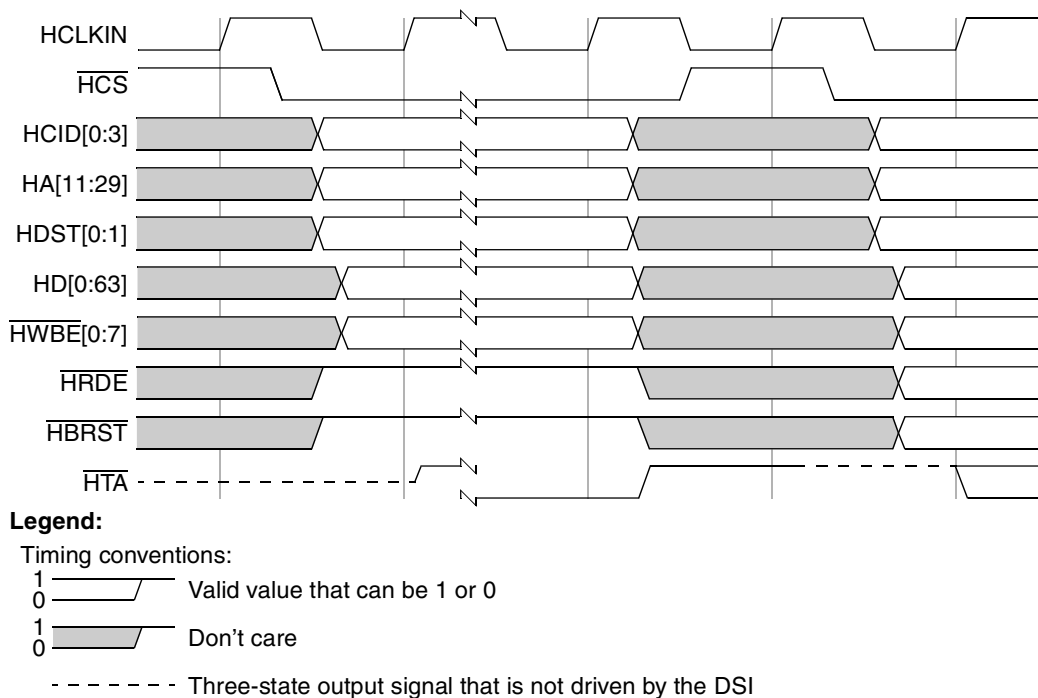 HCLKIN
HCS
HCID[0:3]
HA[11:29]
HDST[0:1]
HD[0:63]
HWBE[0:7]
HRDE
HBRST
HTA
Legend:
Timing conventions:
1
0
Valid value that can be 1 or 0
1
0
Don't care
Three-state output signal that is not driven by the DSI